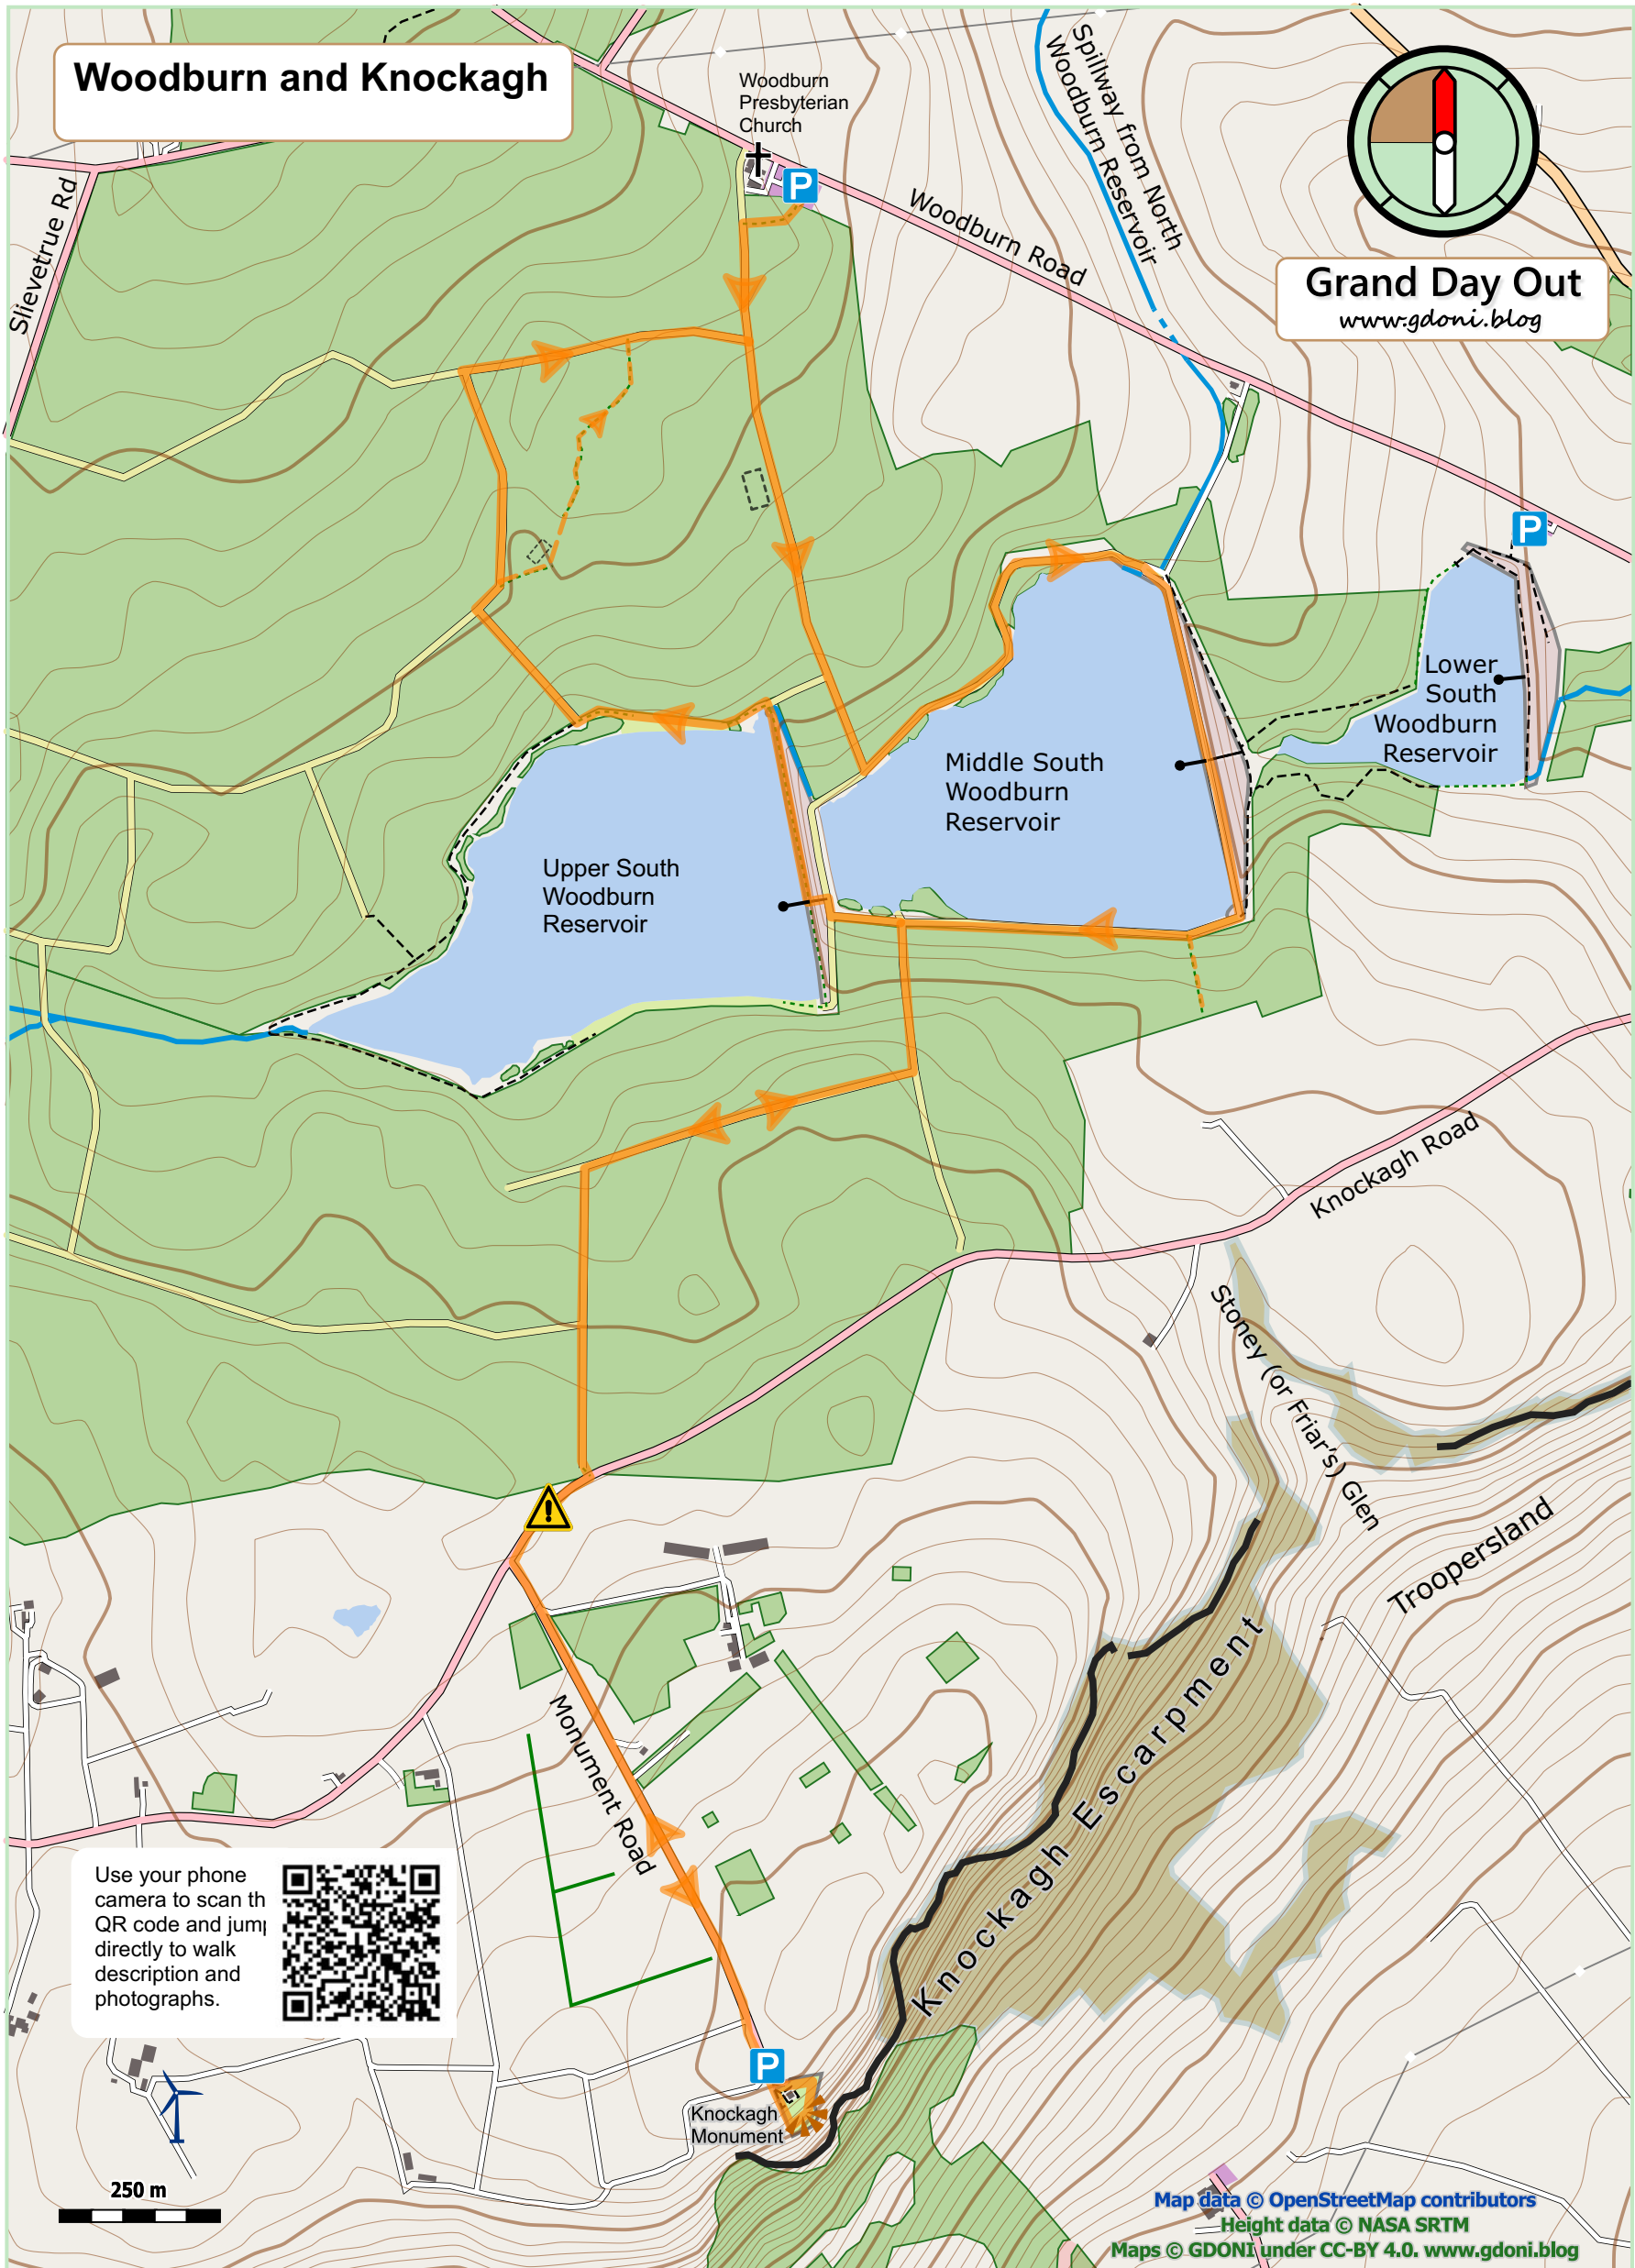 Woodburn and Knockagh
Woodburn
Presbyterian
Church
P
Spillway from North
Woodburn Reservoir
Woodburn Road
Slievetrue Rd
Grand Day Out
www.gdoni.blog
P
Lower
South
Woodburn
Reservoir
Middle South
Woodburn
Reservoir
Upper South
Woodburn
Reservoir
Knockagh Road
Stoney (or Friar's) Glen
!
Troopersland
Knockagh Escarpment
Monument Road
Use your phone
camera to scan th
QR code and jump
directly to walk
description and
photographs.
P
Knockagh
Monument
250 m
Map data © OpenStreetMap contributors
Height data © NASA SRTM
Maps © GDONI under CC-BY 4.0. www.gdoni.blog